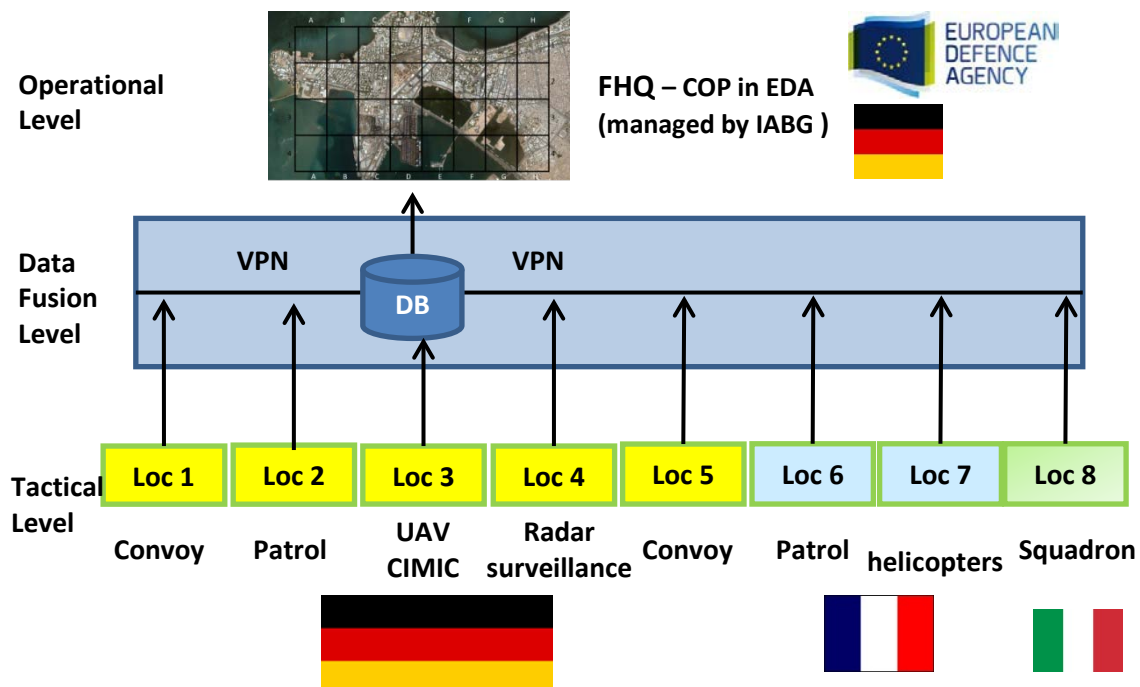 A B C D E F G H
J
A B C D E F G H
Operational
Level
FHQ – COP in EDA
(managed by IABG )
EUROPEAN
DEFENCE
AGENCY
Data
Fusion
Level
VPN
VPN
DB
Tactical
Level
Loc 1
Loc 2
Loc 3
Loc 4
Loc 5
Loc 6
Loc 7
Loc 8
Convoy
Patrol
UAV
CIMIC
Radar
surveillance
Convoy
Patrol
helicopters
Squadron